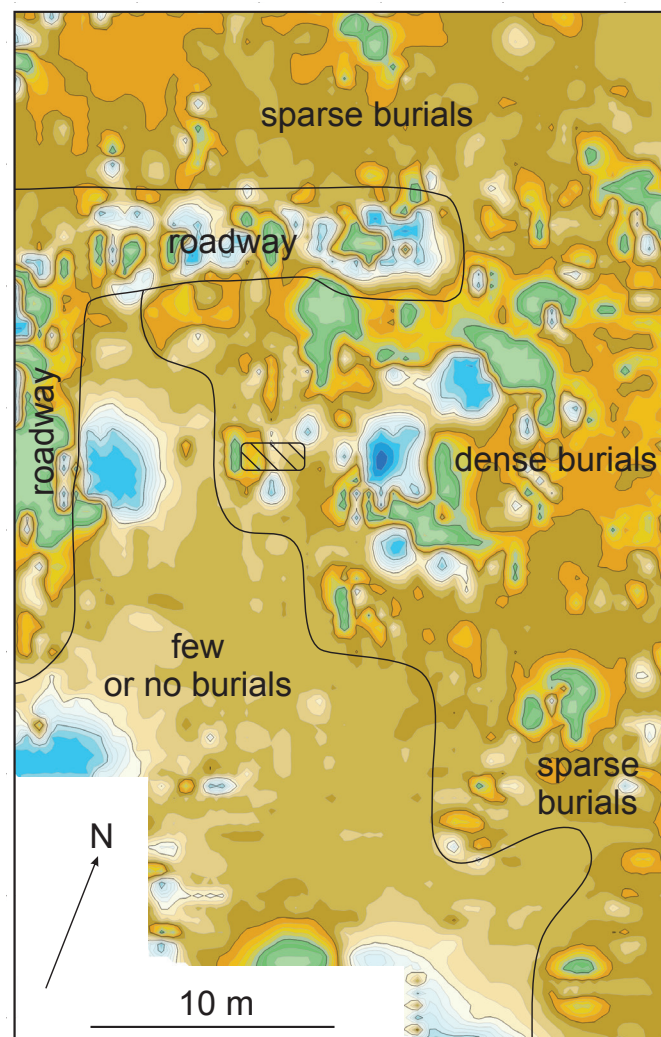 sparse burials
roadway
roadway
dense burials
few
or no burials
sparse
burials
N
10 m